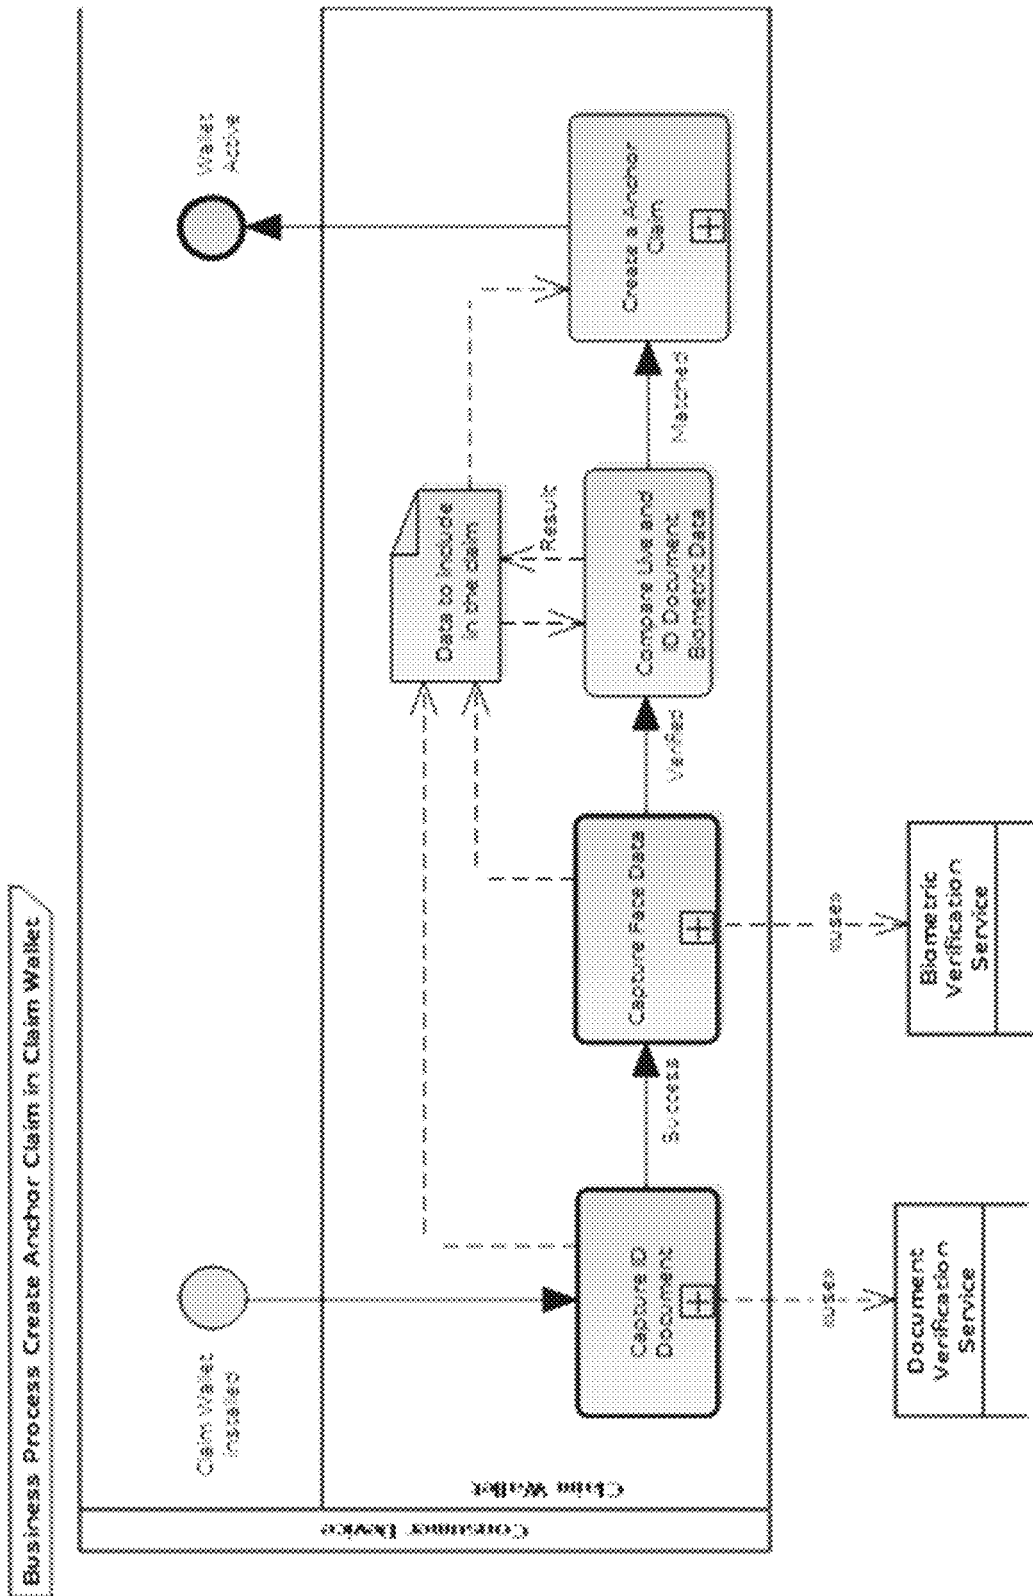 Business Process Create Anchor Claim in Claim Wallet
Consumer Device
Claim Wallet
Claim Wallet
Installed
Wallet
Active
Data to Include
in the claim
Result
Capture ID
Document
Success
Capture Face Data
Verified
Compare Live and
ID Document
Biometric Data
Matched
Create a Anchor
Claim
«uses»
«uses»
Document
Verification
Service
Biometric
Verification
Service